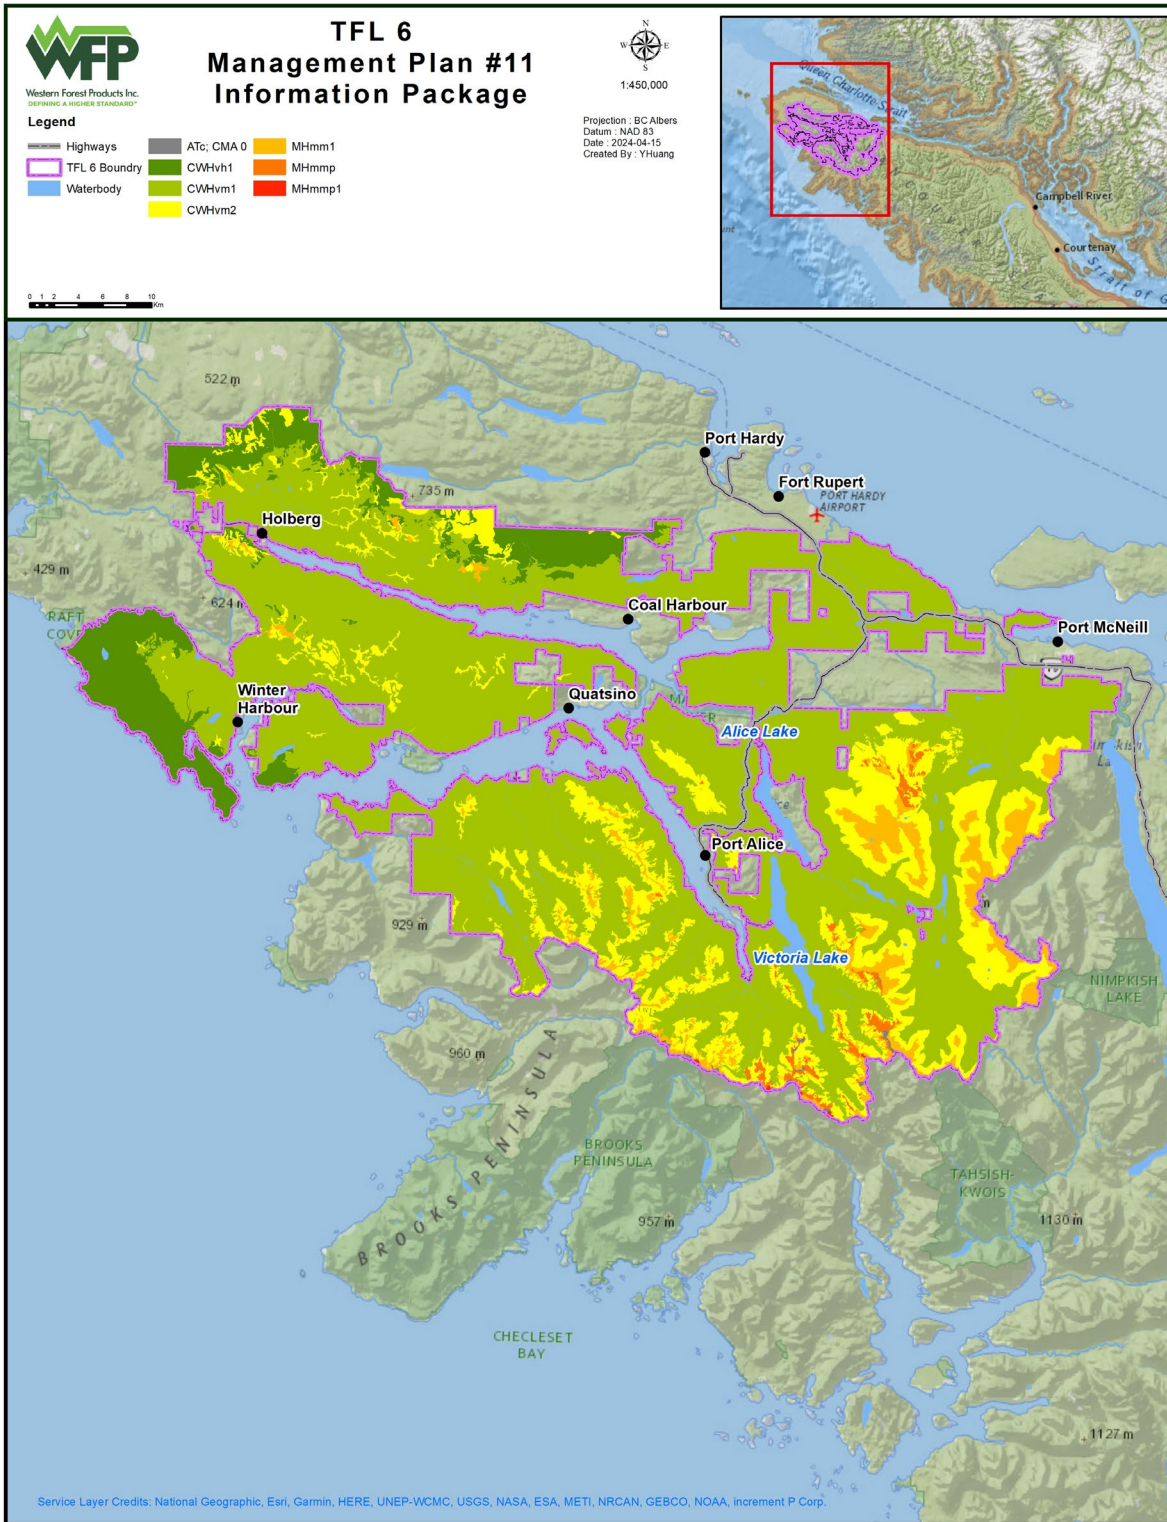 WFP
Western Forest Products Inc.
DEFINING A HIGHER STANDARD™
TFL 6
Management Plan #11
Information Package
N
W E
S
1:450,000
Projection : BC Albers
Datum : NAD 83
Date : 2024-04-15
Created By : YHuang
Legend
Highways
TFL 6 Boundry
Waterbody
ATc; CMA 0
CWHvh1
CWHvm1
CWHvm2
MHmm1
MHmmp
MHmmp1
0 1 2 4 6 8 10
Km
Queen Charlotte Strait
Campbell River
Courtenay
Strait of G
522 m
Port Hardy
735 m
Fort Rupert
PORT HARDY
AIRPORT
Holberg
429 m
624 m
RAFT
COVE
Coal Harbour
Port McNeill
Winter
Harbour
Quatsino
Alice Lake
Port Alice
929 m
Victoria Lake
NIMPKISH
LAKE
960 m
BROOKS PENINSULA
BROOKS
PENINSULA
TAHSISH-
KWOIS
957 m
1130 m
CHECLESET
BAY
1127 m
Service Layer Credits: National Geographic, Esri, Garmin, HERE, UNEP-WCMC, USGS, NASA, ESA, METI, NRCAN, GEBCO, NOAA, increment P Corp.